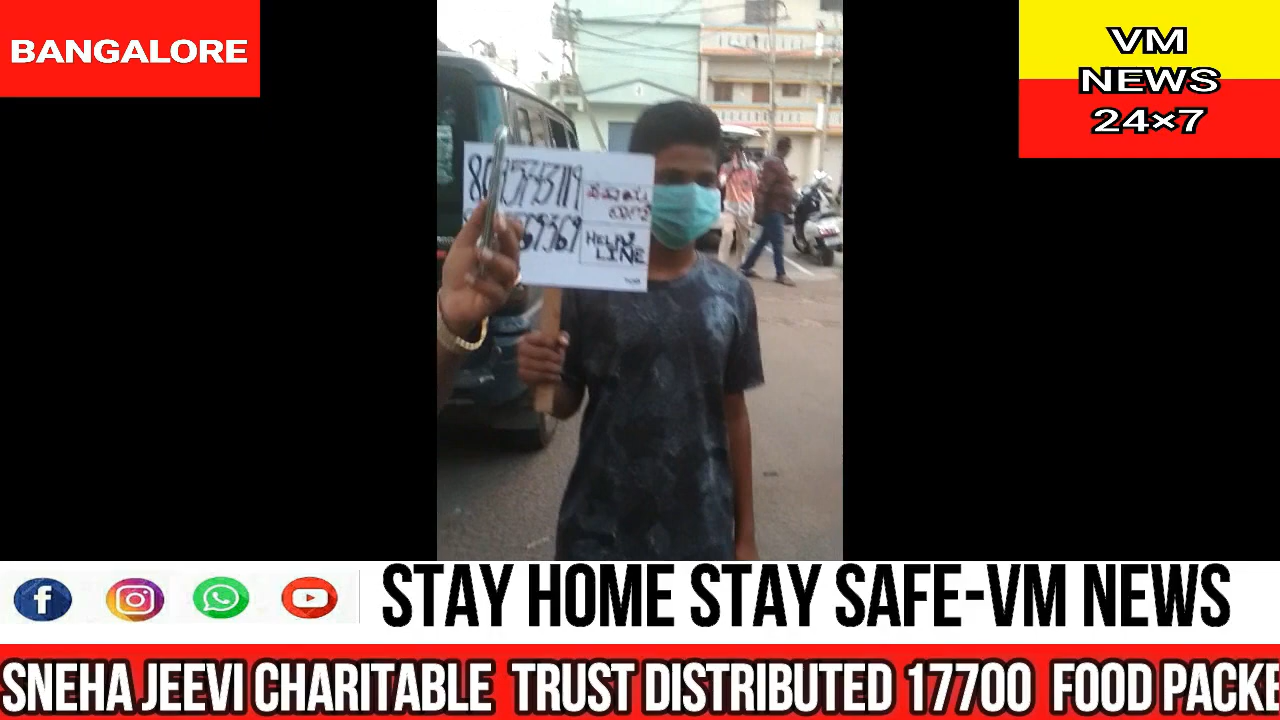 BANGALORE
VM
NEWS
24×7
ಸಹಾಯ
HELP
LINE
STAY HOME STAY SAFE-VM NEWS
SNEHA JEEVI CHARITABLE TRUST DISTRIBUTED 17700 FOOD PACKE